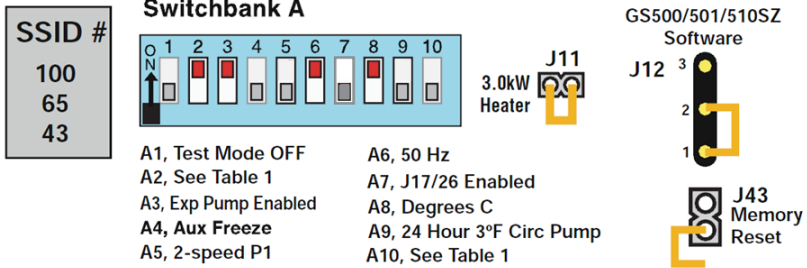 SSID #
100
65
43
Switchbank A
ON
1 2 3 4 5 6 7 8 9 10
A1, Test Mode OFF
A2, See Table 1
A3, Exp Pump Enabled
A4, Aux Freeze
A5, 2-speed P1
A6, 50 Hz
A7, J17/26 Enabled
A8, Degrees C
A9, 24 Hour 3ºF Circ Pump
A10, See Table 1
J11
3.0kW
Heater
GS500/501/510SZ
Software
J12
3
2
1
J43
Memory
Reset